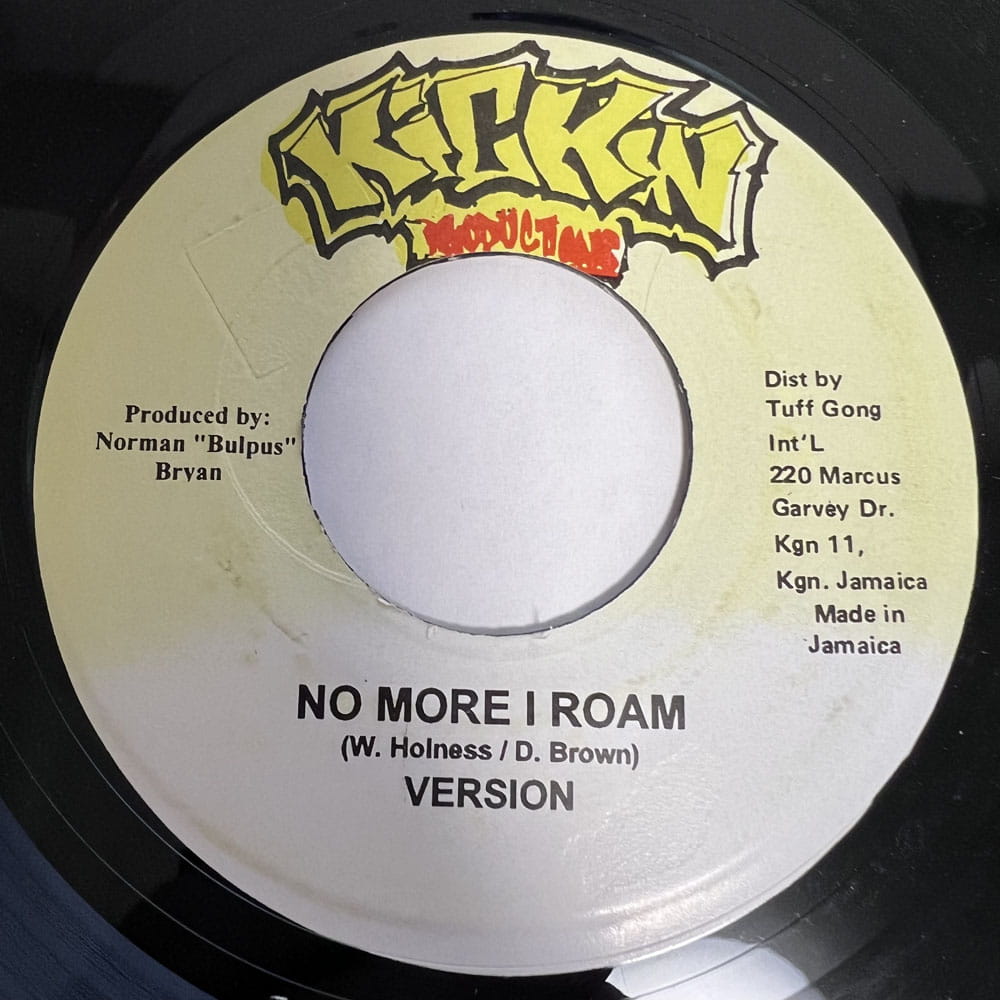 KICKIN
PRODUCTIONS
Produced by:
Norman "Bulpus"
Bryan
Dist by
Tuff Gong
Int'L
220 Marcus
Garvey Dr.
Kgn 11,
Kgn. Jamaica
Made in
Jamaica
NO MORE I ROAM
(W. Holness / D. Brown)
VERSION